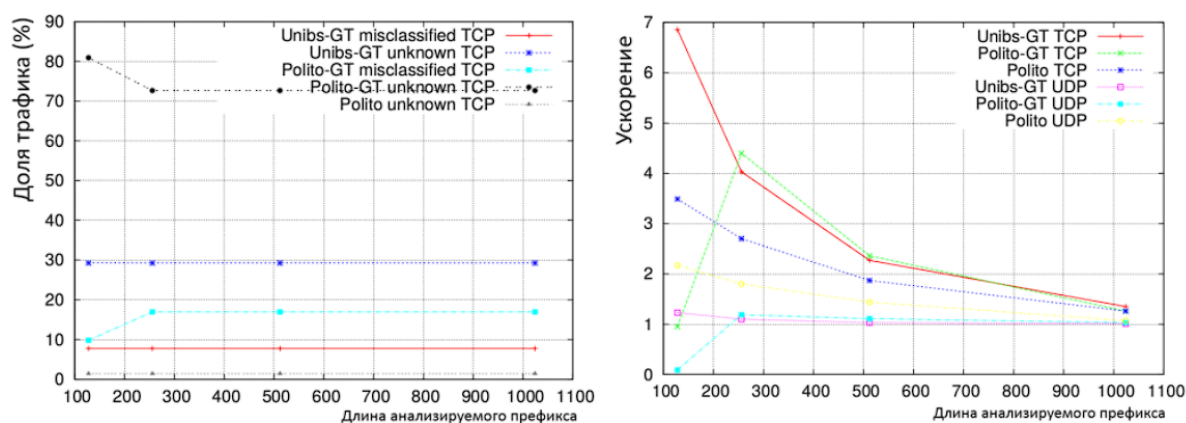 Доля трафика (%)
90
80
70
60
50
40
30
20
10
0
Unibs-GT misclassified TCP
Unibs-GT unknown TCP
Polito-GT misclassified TCP
Polito-GT unknown TCP
Polito unknown TCP
100 200 300 400 500 600 700 800 900 1000 1100
Длина анализируемого префикса
Ускорение
7
6
5
4
3
2
1
0
Unibs-GT TCP
Polito-GT TCP
Polito TCP
Unibs-GT UDP
Polito-GT UDP
Polito UDP
100 200 300 400 500 600 700 800 900 1000 1100
Длина анализируемого префикса